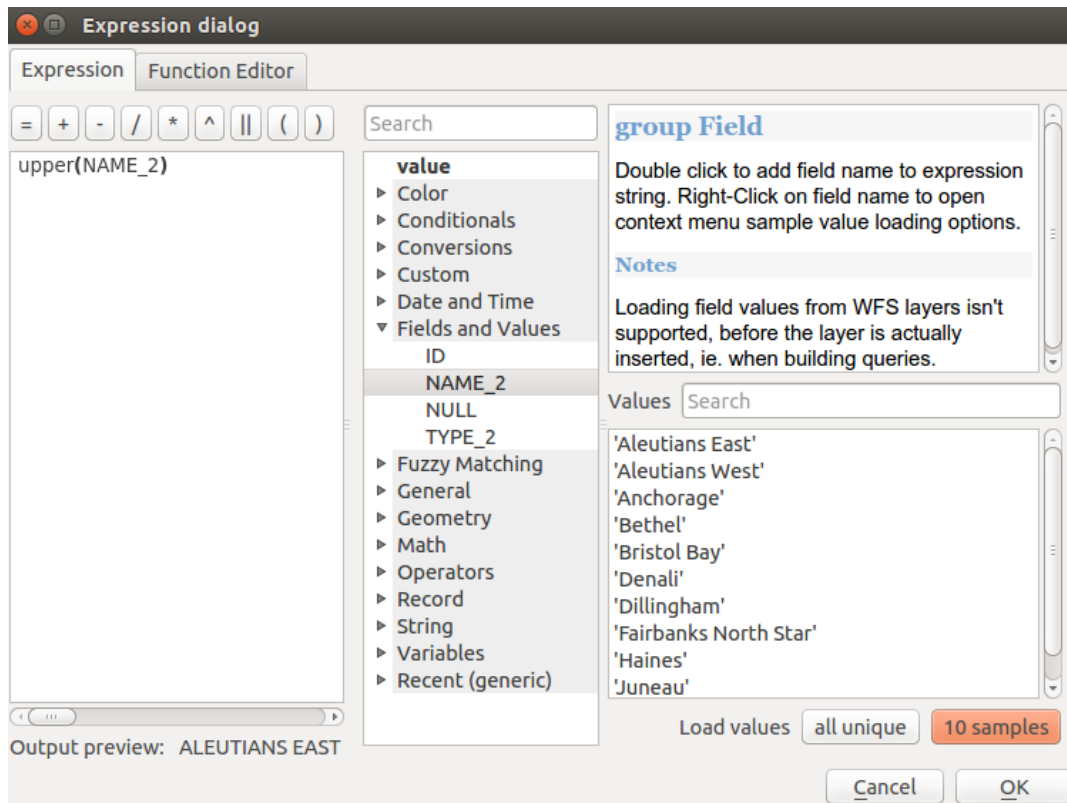 Expression dialog
Expression
Function Editor
= + - / * ^ || ( )
upper(NAME_2)
Output preview: ALEUTIANS EAST
Search
value
Color
Conditionals
Conversions
Custom
Date and Time
Fields and Values
ID
NAME_2
NULL
TYPE_2
Fuzzy Matching
General
Geometry
Math
Operators
Record
String
Variables
Recent (generic)
group Field
Double click to add field name to expression
string. Right-Click on field name to open
context menu sample value loading options.
Notes
Loading field values from WFS layers isn't
supported, before the layer is actually
inserted, ie. when building queries.
Values Search
'Aleutians East'
'Aleutians West'
'Anchorage'
'Bethel'
'Bristol Bay'
'Denali'
'Dillingham'
'Fairbanks North Star'
'Haines'
'Juneau'
Load values all unique 10 samples
Cancel OK